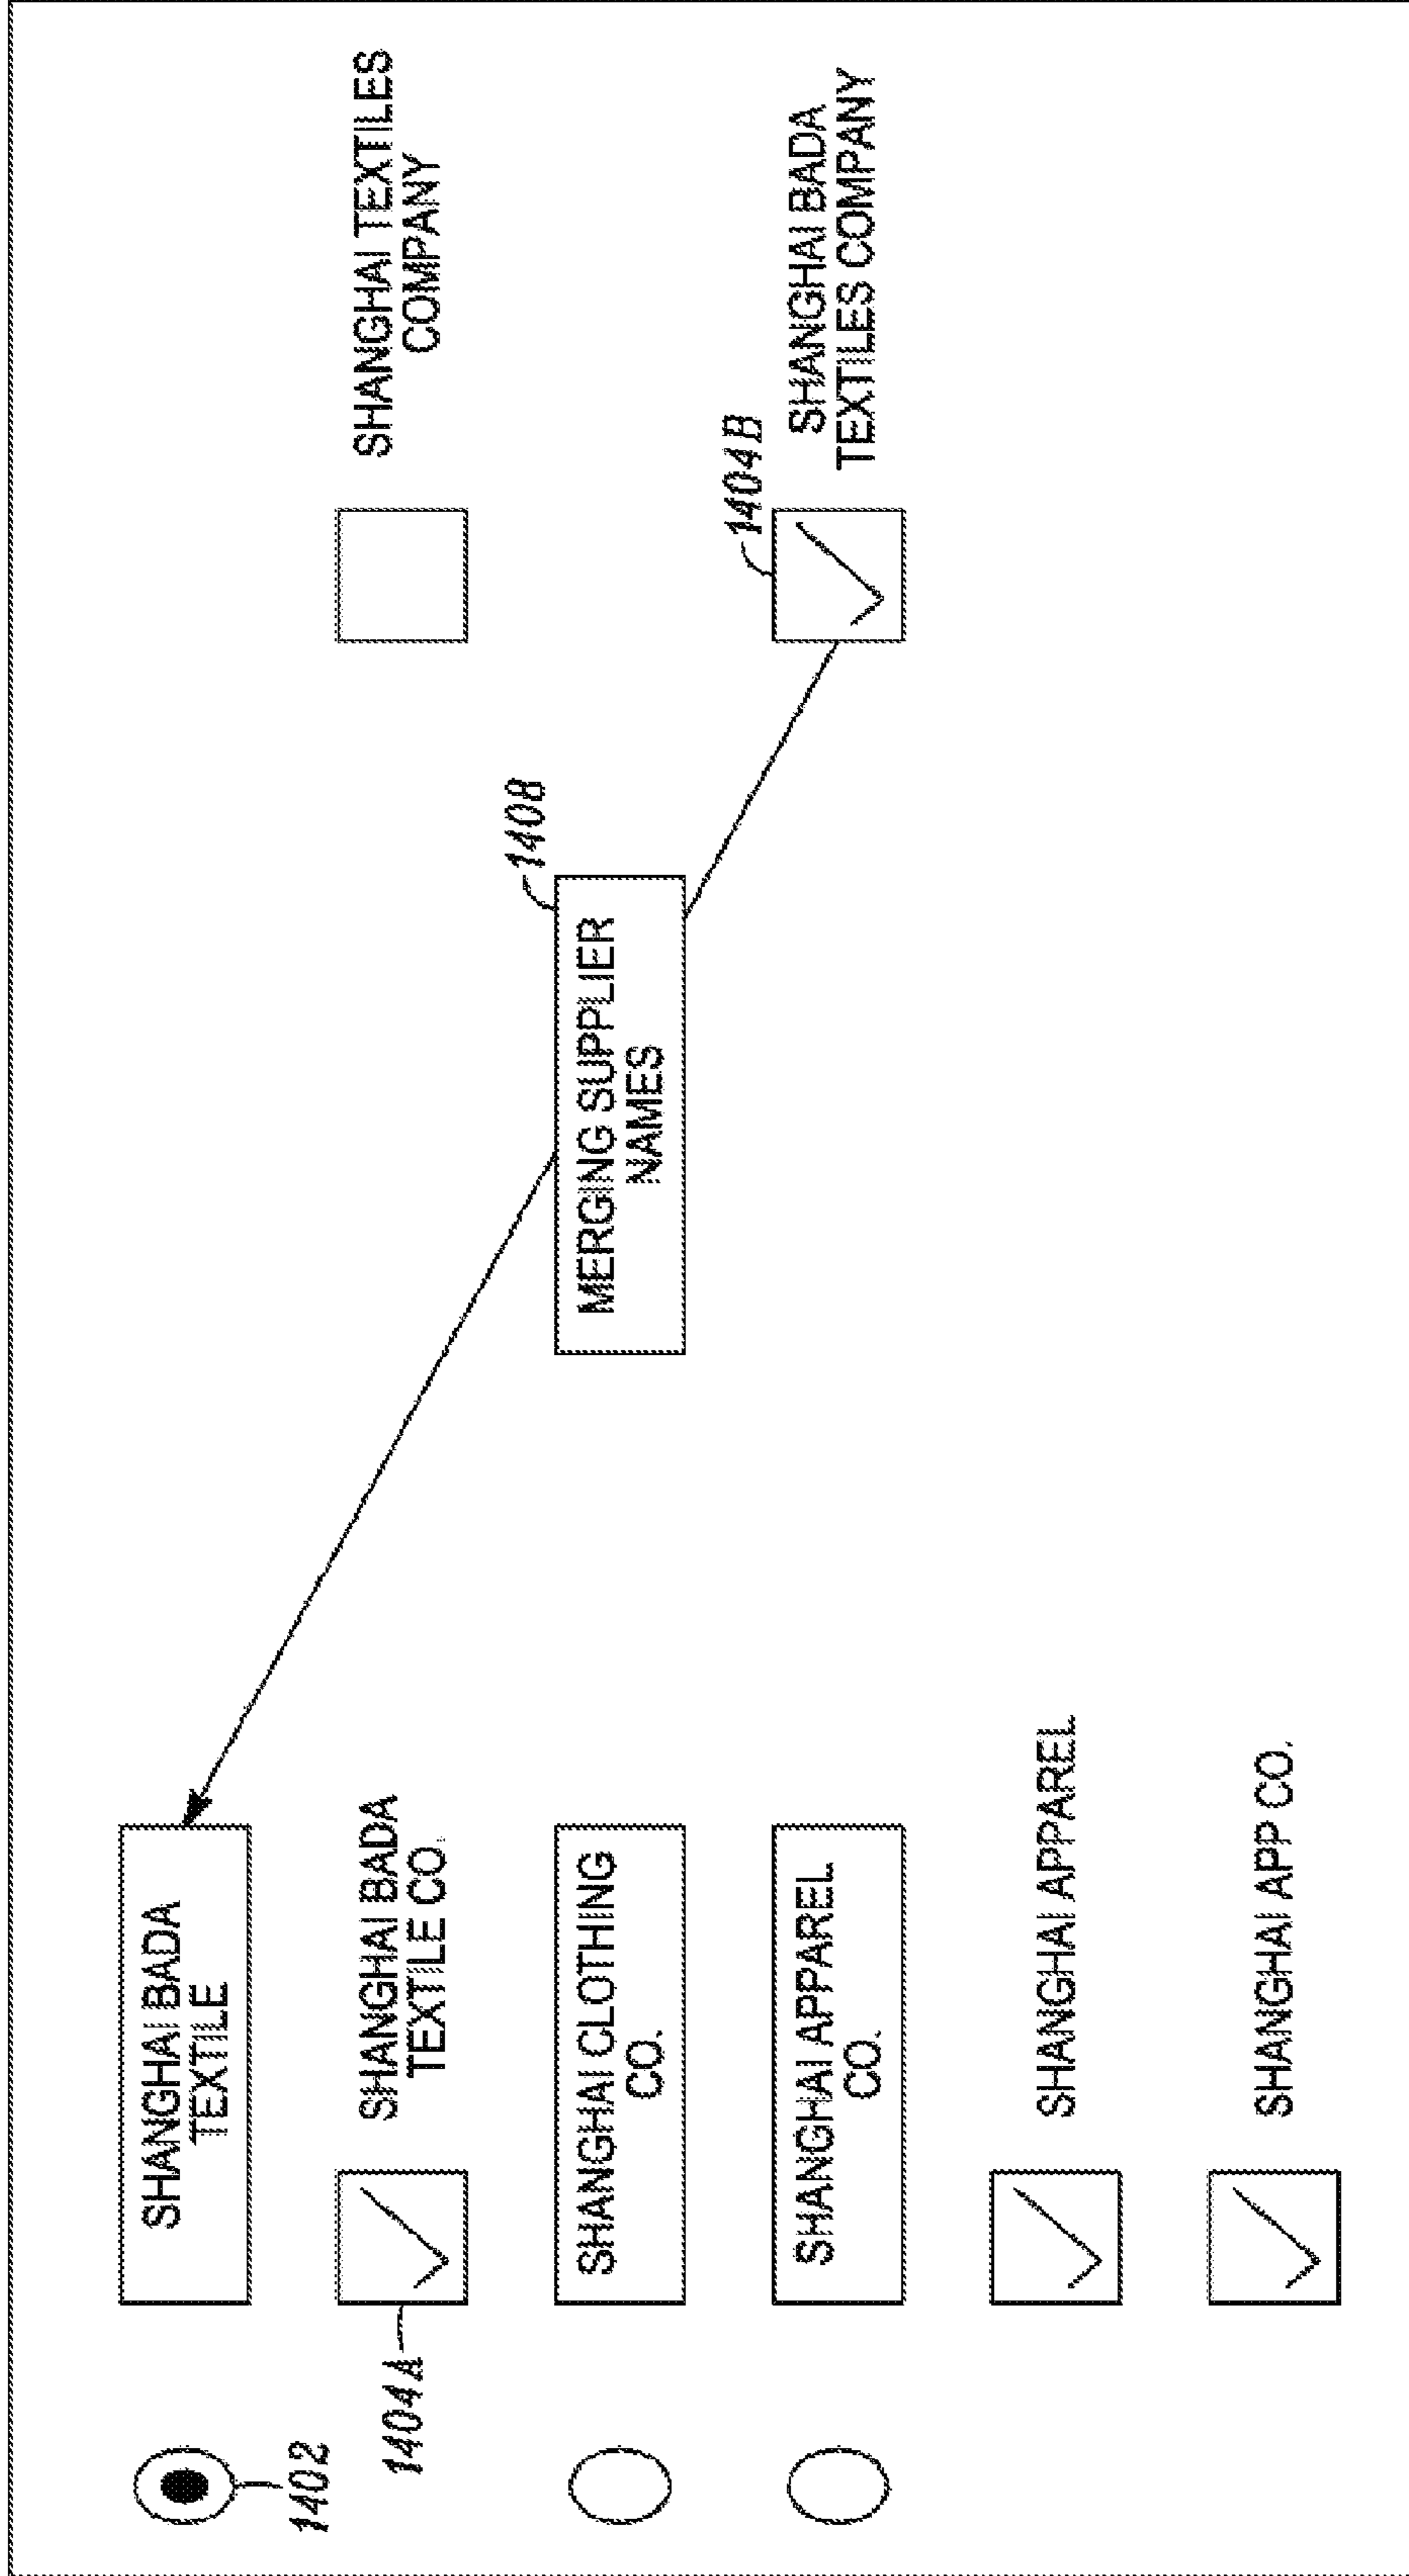 1402
SHANGHAI BADA
TEXTILE
1404A
SHANGHAI BADA
TEXTILE CO.
SHANGHAI TEXTILES
COMPANY
1408
SHANGHAI CLOTHING
CO.
MERGING SUPPLIER
NAMES
1404B
SHANGHAI APPAREL
CO.
SHANGHAI BADA
TEXTILES COMPANY
SHANGHAI APPAREL
SHANGHAI APP CO.